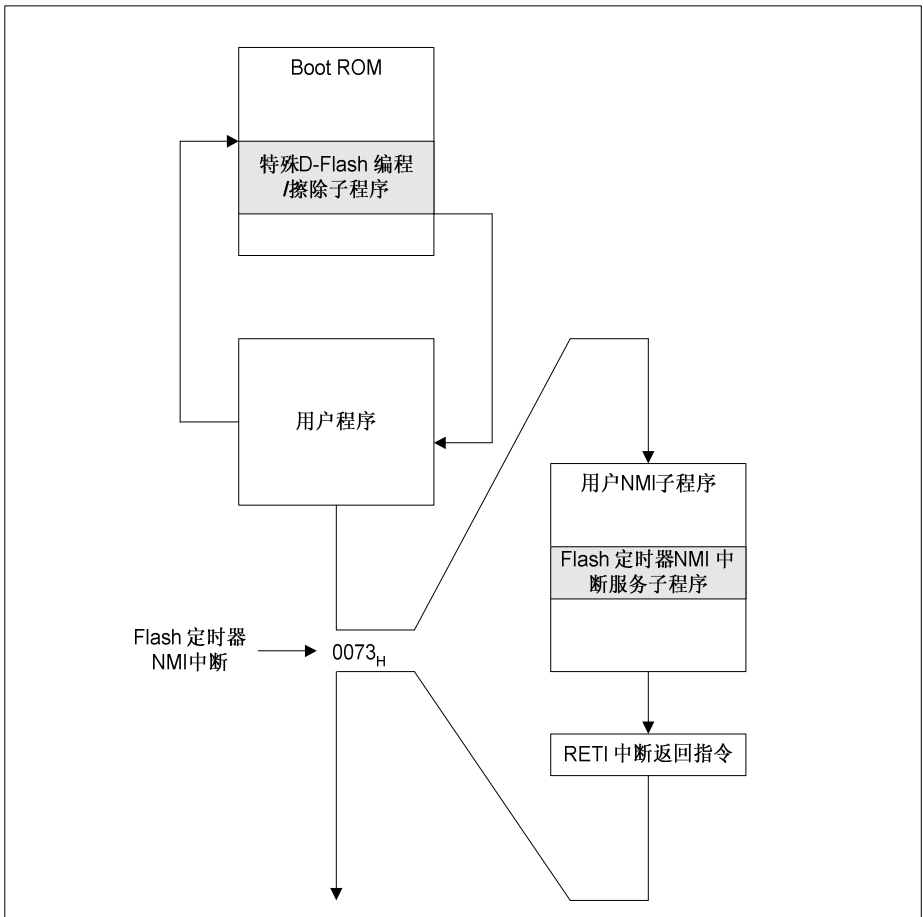 Boot ROM
特殊D-Flash 编程
/擦除子程序
用户程序
用户NMI子程序
Flash 定时器NMI 中
断服务子程序
Flash 定时器
NMI中断
0073H
RETI 中断返回指令